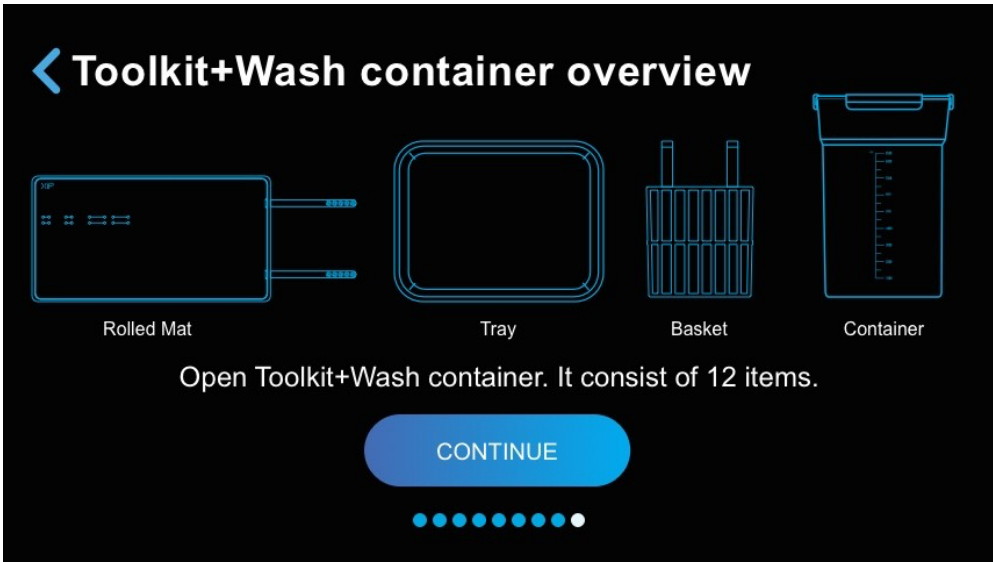 Toolkit+Wash container overview
XiP
Rolled Mat
Tray
Basket
Container
Open Toolkit+Wash container. It consist of 12 items.
CONTINUE